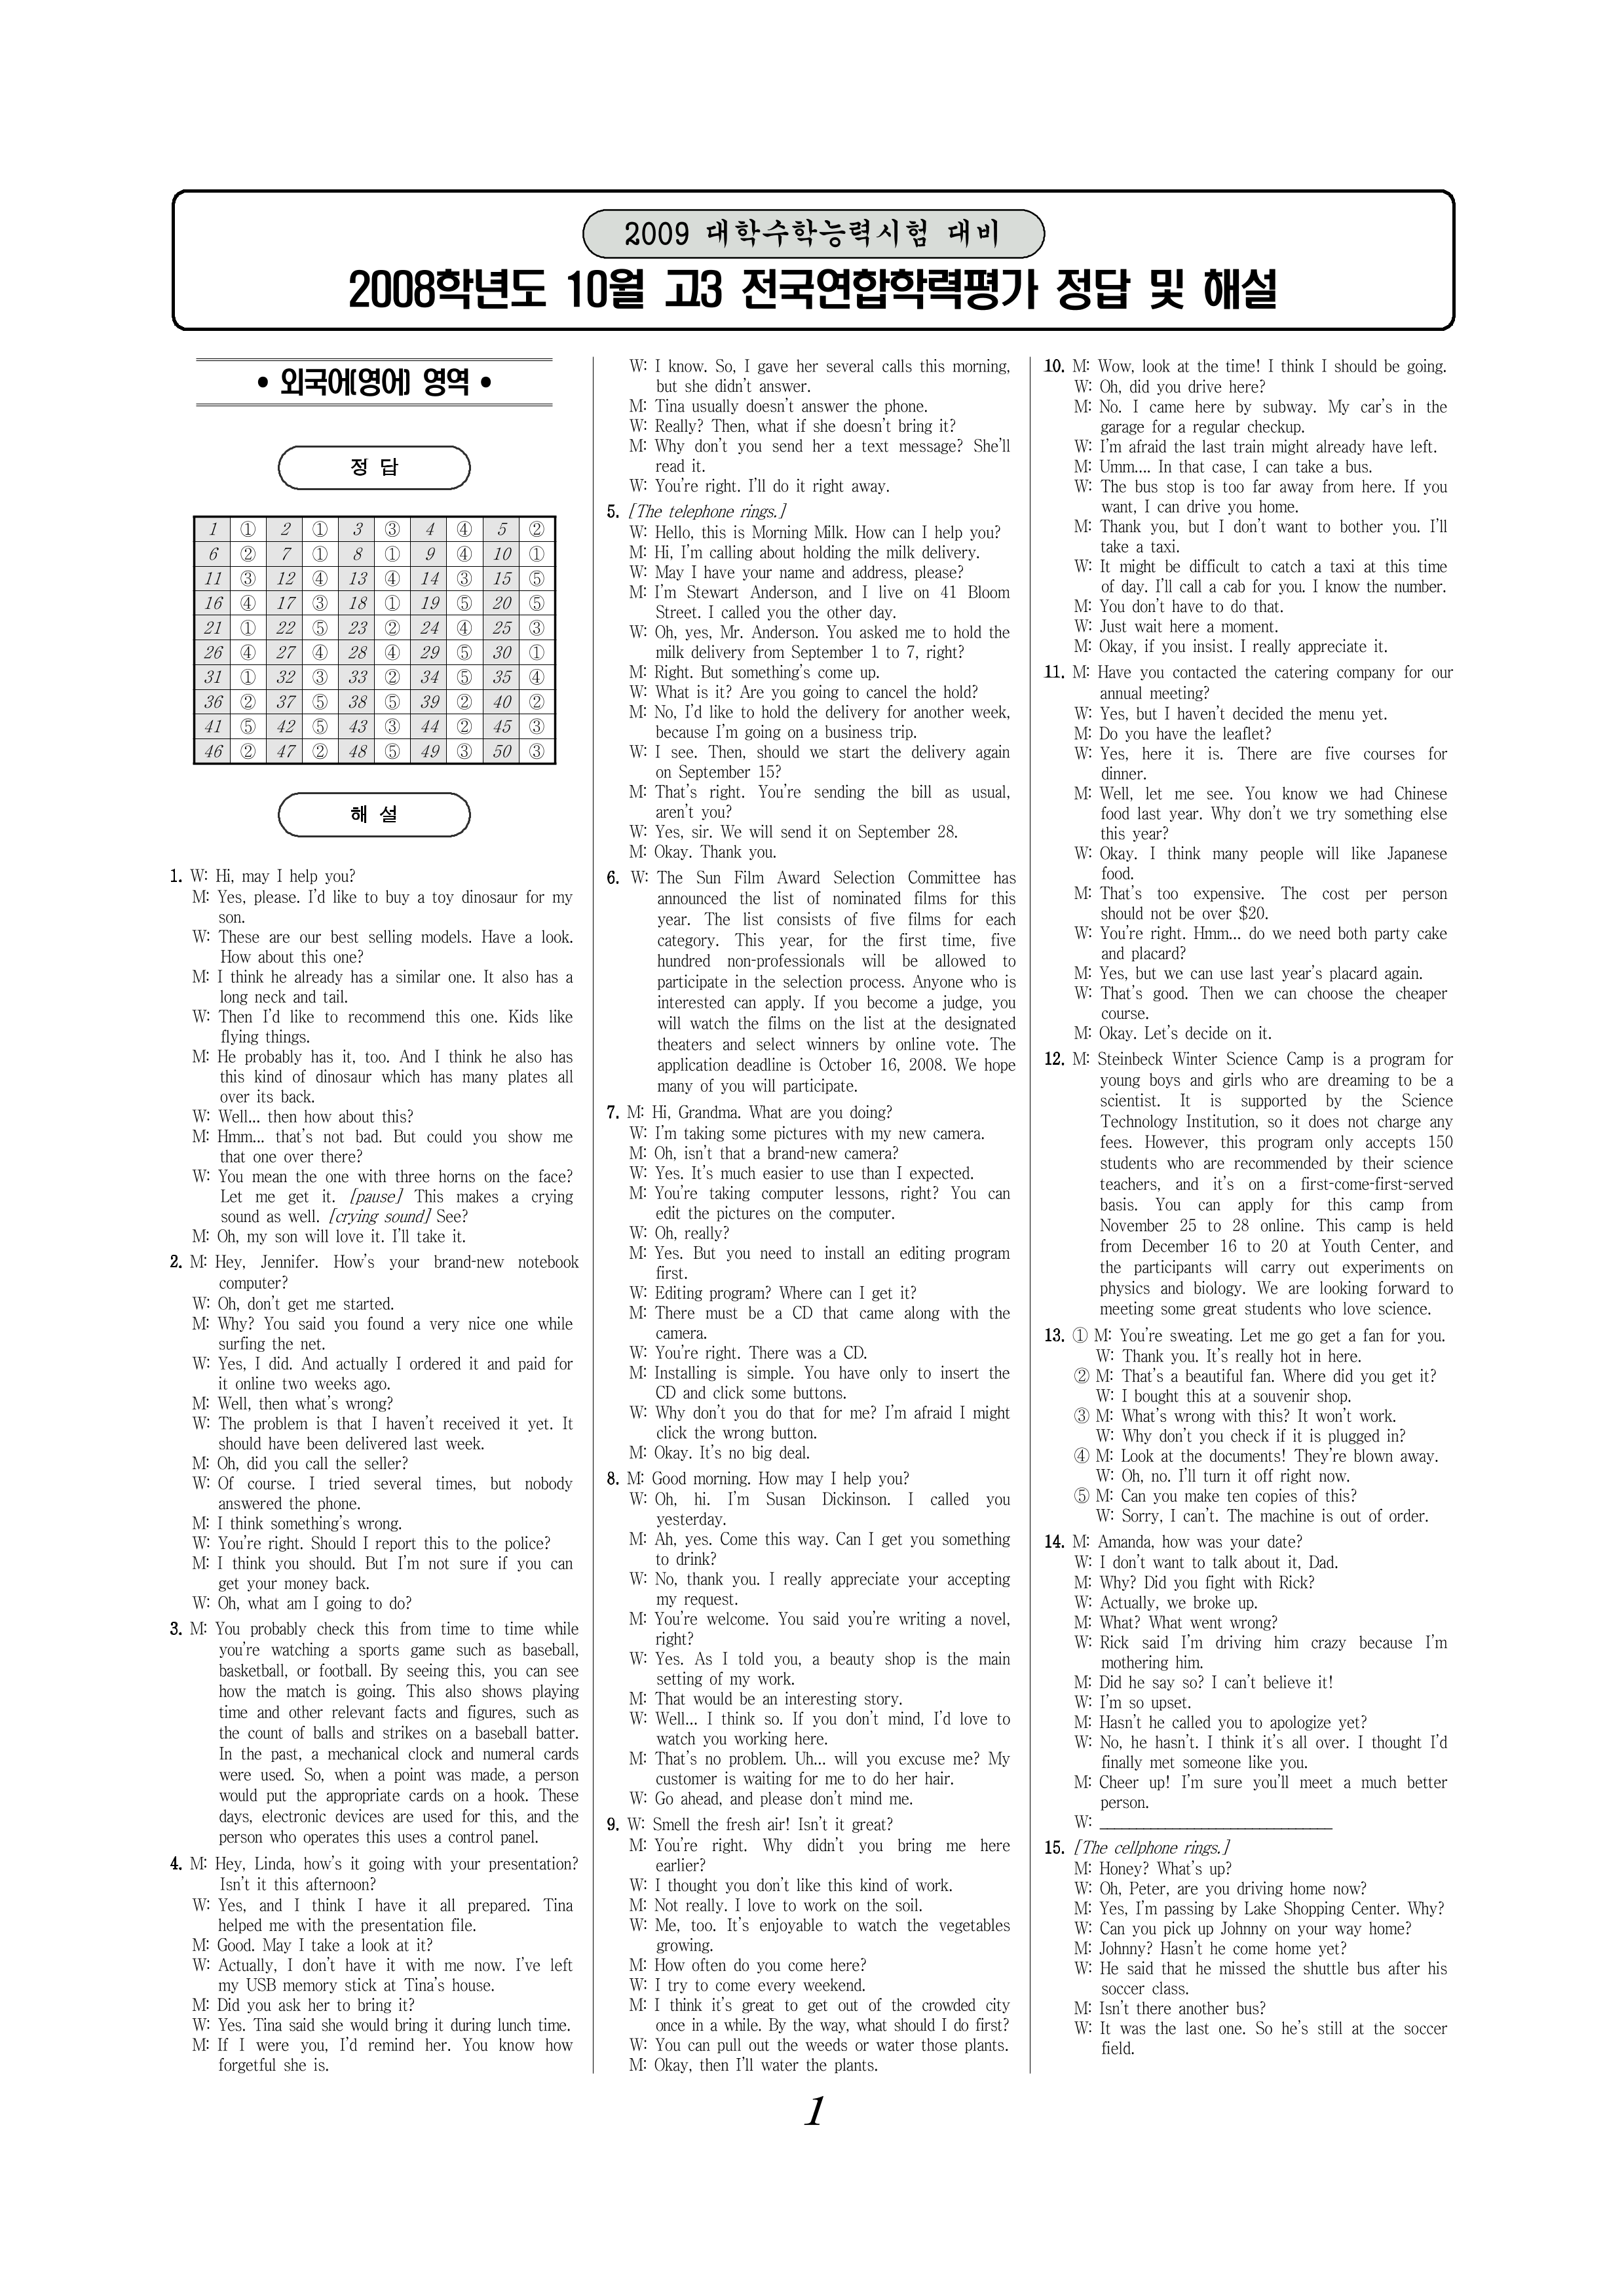 2009 대학수학능력시험 대비
2008학년도 10월 고3 전국연합학력평가 정답 및 해설
• 외국어(영어) 영역 •
정 답
1 ① 2 ① 3 ③ 4 ④ 5 ②
6 ② 7 ① 8 ① 9 ④ 10 ①
11 ③ 12 ④ 13 ④ 14 ③ 15 ⑤
16 ④ 17 ③ 18 ① 19 ⑤ 20 ⑤
21 ① 22 ⑤ 23 ② 24 ④ 25 ③
26 ④ 27 ④ 28 ④ 29 ⑤ 30 ①
31 ① 32 ③ 33 ② 34 ⑤ 35 ④
36 ② 37 ⑤ 38 ⑤ 39 ② 40 ②
41 ⑤ 42 ⑤ 43 ③ 44 ② 45 ③
46 ② 47 ② 48 ⑤ 49 ③ 50 ③
해 설
1. W: Hi, may I help you?
M: Yes, please. I'd like to buy a toy dinosaur for my
son.
W: These are our best selling models. Have a look.
How about this one?
M: I think he already has a similar one. It also has a
long neck and tail.
W: Then I'd like to recommend this one. Kids like
flying things.
M: He probably has it, too. And I think he also has
this kind of dinosaur which has many plates all
over its back.
W: Well... then how about this?
M: Hmm... that's not bad. But could you show me
that one over there?
W: You mean the one with three horns on the face?
Let me get it. [pause] This makes a crying
sound as well. [crying sound] See?
M: Oh, my son will love it. I'll take it.
2. M: Hey, Jennifer. How's your brand-new notebook
computer?
W: Oh, don't get me started.
M: Why? You said you found a very nice one while
surfing the net.
W: Yes, I did. And actually I ordered it and paid for
it online two weeks ago.
M: Well, then what's wrong?
W: The problem is that I haven't received it yet. It
should have been delivered last week.
M: Oh, did you call the seller?
W: Of course. I tried several times, but nobody
answered the phone.
M: I think something's wrong.
W: You're right. Should I report this to the police?
M: I think you should. But I'm not sure if you can
get your money back.
W: Oh, what am I going to do?
3. M: You probably check this from time to time while
you're watching a sports game such as baseball,
basketball, or football. By seeing this, you can see
how the match is going. This also shows playing
time and other relevant facts and figures, such as
the count of balls and strikes on a baseball batter.
In the past, a mechanical clock and numeral cards
were used. So, when a point was made, a person
would put the appropriate cards on a hook. These
days, electronic devices are used for this, and the
person who operates this uses a control panel.
4. M: Hey, Linda, how's it going with your presentation?
Isn't it this afternoon?
W: Yes, and I think I have it all prepared. Tina
helped me with the presentation file.
M: Good. May I take a look at it?
W: Actually, I don't have it with me now. I've left
my USB memory stick at Tina's house.
M: Did you ask her to bring it?
W: Yes. Tina said she would bring it during lunch time.
M: If I were you, I'd remind her. You know how
forgetful she is.
W: I know. So, I gave her several calls this morning,
but she didn't answer.
M: Tina usually doesn't answer the phone.
W: Really? Then, what if she doesn't bring it?
M: Why don't you send her a text message? She'll
read it.
W: You're right. I'll do it right away.
5. [The telephone rings.]
W: Hello, this is Morning Milk. How can I help you?
M: Hi, I'm calling about holding the milk delivery.
W: May I have your name and address, please?
M: I'm Stewart Anderson, and I live on 41 Bloom
Street. I called you the other day.
W: Oh, yes, Mr. Anderson. You asked me to hold the
milk delivery from September 1 to 7, right?
M: Right. But something's come up.
W: What is it? Are you going to cancel the hold?
M: No, I'd like to hold the delivery for another week,
because I'm going on a business trip.
W: I see. Then, should we start the delivery again
on September 15?
M: That's right. You're sending the bill as usual,
aren't you?
W: Yes, sir. We will send it on September 28.
M: Okay. Thank you.
6. W: The Sun Film Award Selection Committee has
announced the list of nominated films for this
year. The list consists of five films for each
category. This year, for the first time, five
hundred non-professionals will be allowed to
participate in the selection process. Anyone who is
interested can apply. If you become a judge, you
will watch the films on the list at the designated
theaters and select winners by online vote. The
application deadline is October 16, 2008. We hope
many of you will participate.
7. M: Hi, Grandma. What are you doing?
W: I'm taking some pictures with my new camera.
M: Oh, isn't that a brand-new camera?
W: Yes. It's much easier to use than I expected.
M: You're taking computer lessons, right? You can
edit the pictures on the computer.
W: Oh, really?
M: Yes. But you need to install an editing program
first.
W: Editing program? Where can I get it?
M: There must be a CD that came along with the
camera.
W: You're right. There was a CD.
M: Installing is simple. You have only to insert the
CD and click some buttons.
W: Why don't you do that for me? I'm afraid I might
click the wrong button.
M: Okay. It's no big deal.
8. M: Good morning. How may I help you?
W: Oh, hi. I'm Susan Dickinson. I called you
yesterday.
M: Ah, yes. Come this way. Can I get you something
to drink?
W: No, thank you. I really appreciate your accepting
my request.
M: You're welcome. You said you're writing a novel,
right?
W: Yes. As I told you, a beauty shop is the main
setting of my work.
M: That would be an interesting story.
W: Well... I think so. If you don't mind, I'd love to
watch you working here.
M: That's no problem. Uh... will you excuse me? My
customer is waiting for me to do her hair.
W: Go ahead, and please don't mind me.
9. W: Smell the fresh air! Isn't it great?
M: You're right. Why didn't you bring me here
earlier?
W: I thought you don't like this kind of work.
M: Not really. I love to work on the soil.
W: Me, too. It's enjoyable to watch the vegetables
growing.
M: How often do you come here?
W: I try to come every weekend.
M: I think it's great to get out of the crowded city
once in a while. By the way, what should I do first?
W: You can pull out the weeds or water those plants.
M: Okay, then I'll water the plants.
10. M: Wow, look at the time! I think I should be going.
W: Oh, did you drive here?
M: No. I came here by subway. My car's in the
garage for a regular checkup.
W: I'm afraid the last train might already have left.
M: Umm.... In that case, I can take a bus.
W: The bus stop is too far away from here. If you
want, I can drive you home.
M: Thank you, but I don't want to bother you. I'll
take a taxi.
W: It might be difficult to catch a taxi at this time
of day. I'll call a cab for you. I know the number.
M: You don't have to do that.
W: Just wait here a moment.
M: Okay, if you insist. I really appreciate it.
11. M: Have you contacted the catering company for our
annual meeting?
W: Yes, but I haven't decided the menu yet.
M: Do you have the leaflet?
W: Yes, here it is. There are five courses for
dinner.
M: Well, let me see. You know we had Chinese
food last year. Why don't we try something else
this year?
W: Okay. I think many people will like Japanese
food.
M: That's too expensive. The cost per person
should not be over $20.
W: You're right. Hmm... do we need both party cake
and placard?
M: Yes, but we can use last year's placard again.
W: That's good. Then we can choose the cheaper
course.
M: Okay. Let's decide on it.
12. M: Steinbeck Winter Science Camp is a program for
young boys and girls who are dreaming to be a
scientist. It is supported by the Science
Technology Institution, so it does not charge any
fees. However, this program only accepts 150
students who are recommended by their science
teachers, and it's on a first-come-first-served
basis. You can apply for this camp from
November 25 to 28 online. This camp is held
from December 16 to 20 at Youth Center, and
the participants will carry out experiments on
physics and biology. We are looking forward to
meeting some great students who love science.
13. ① M: You're sweating. Let me go get a fan for you.
W: Thank you. It's really hot in here.
② M: That's a beautiful fan. Where did you get it?
W: I bought this at a souvenir shop.
③ M: What's wrong with this? It won't work.
W: Why don't you check if it is plugged in?
④ M: Look at the documents! They're blown away.
W: Oh, no. I'll turn it off right now.
⑤ M: Can you make ten copies of this?
W: Sorry, I can't. The machine is out of order.
14. M: Amanda, how was your date?
W: I don't want to talk about it, Dad.
M: Why? Did you fight with Rick?
W: Actually, we broke up.
M: What? What went wrong?
W: Rick said I'm driving him crazy because I'm
mothering him.
M: Did he say so? I can't believe it!
W: I'm so upset.
M: Hasn't he called you to apologize yet?
W: No, he hasn't. I think it's all over. I thought I'd
finally met someone like you.
M: Cheer up! I'm sure you'll meet a much better
person.
W: ______________________________
15. [The cellphone rings.]
M: Honey? What's up?
W: Oh, Peter, are you driving home now?
M: Yes, I'm passing by Lake Shopping Center. Why?
W: Can you pick up Johnny on your way home?
M: Johnny? Hasn't he come home yet?
W: He said that he missed the shuttle bus after his
soccer class.
M: Isn't there another bus?
W: It was the last one. So he's still at the soccer
field.
1